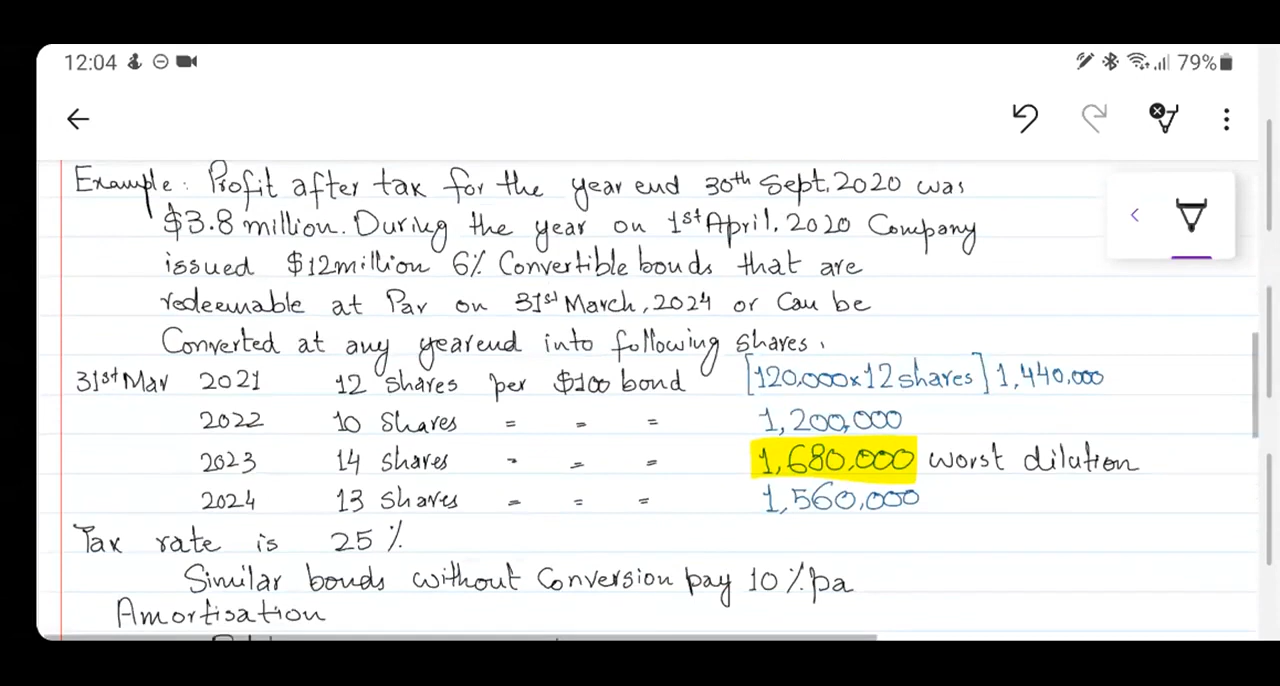 12:04 79%
Example: Profit after tax for the year end 30th Sept. 2020 was
$3.8 million. During the year on 1st April, 2020 Company
issued $12million 6% Convertible bonds that are
redeemable at Par on 31st March, 2024 or Can be
Converted at any yearend into following shares.
31st Mar 2021 12 shares per $100 bond [120,000x12 shares] 1,440,000
2022 10 Shares = = = 1,200,000
2023 14 shares = = = 1,680,000 worst dilution
2024 13 Shares = = = 1,560,000
Tax rate is 25%
Similar bonds without Conversion pay 10%pa
Amortisation